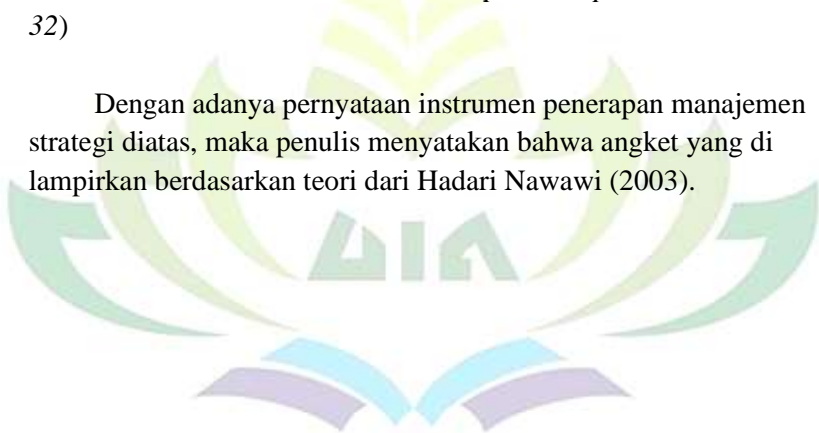 32)
Dengan adanya pernyataan instrumen penerapan manajemen
strategi diatas, maka penulis menyatakan bahwa angket yang di
lampirkan berdasarkan teori dari Hadari Nawawi (2003).